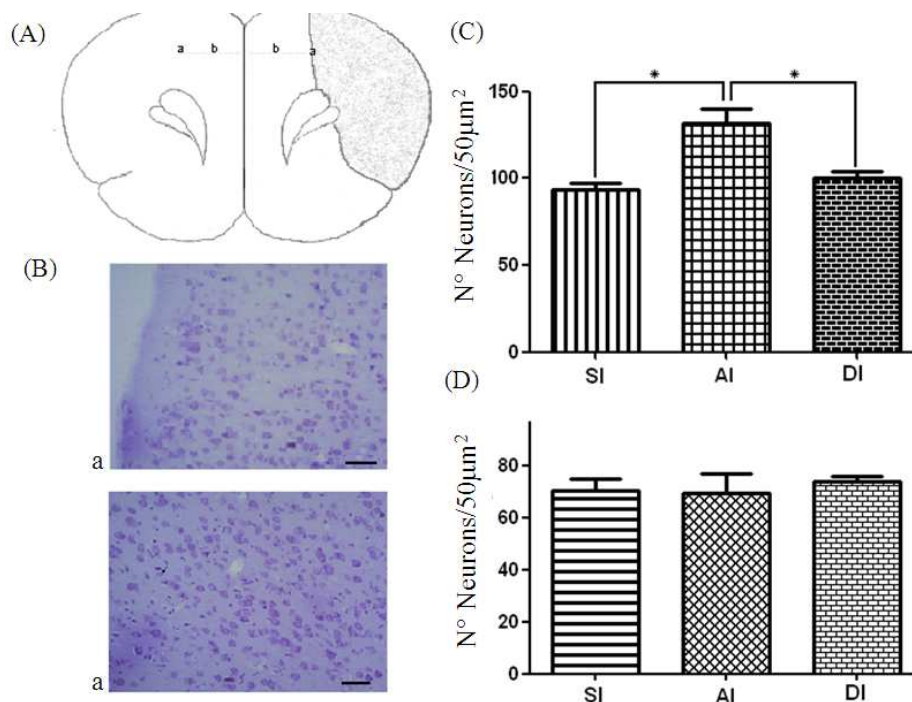 (A)
a b b a
(B)
a
a
(C)
N° Neurons/50µm²
150
100
50
0
* *
SI AI DI
(D)
N° Neurons/50µm²
80
60
40
20
0
SI AI DI